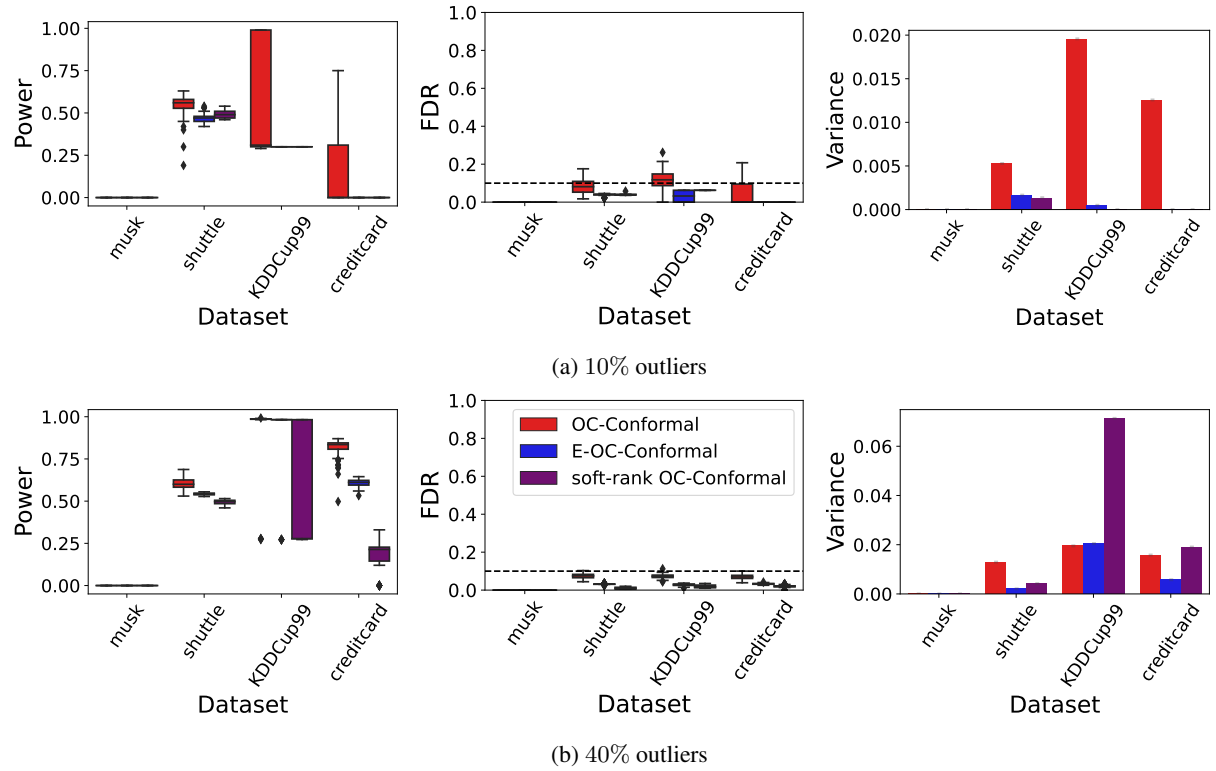 1.00
0.75
0.50
0.25
0.00
Power
musk
shuttle
KDDCup99
creditcard
Dataset
1.0
0.8
0.6
0.4
0.2
0.0
FDR
musk
shuttle
KDDCup99
creditcard
Dataset
0.020
0.015
0.010
0.005
0.000
Variance
musk
shuttle
KDDCup99
creditcard
Dataset
(a) 10% outliers
1.00
0.75
0.50
0.25
0.00
Power
musk
shuttle
KDDCup99
creditcard
Dataset
1.0
0.8
0.6
0.4
0.2
0.0
FDR
OC-Conformal
E-OC-Conformal
soft-rank OC-Conformal
musk
shuttle
KDDCup99
creditcard
Dataset
0.06
0.04
0.02
0.00
Variance
musk
shuttle
KDDCup99
creditcard
Dataset
(b) 40% outliers